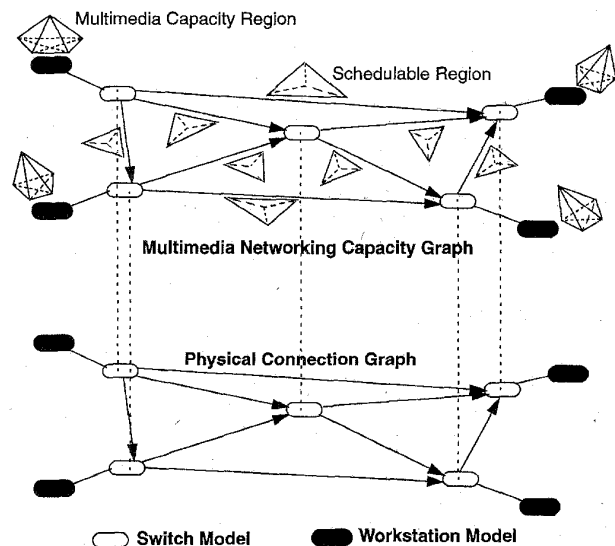 Multimedia Capacity Region
Schedulable Region
Multimedia Networking Capacity Graph
Physical Connection Graph
Switch Model
Workstation Model